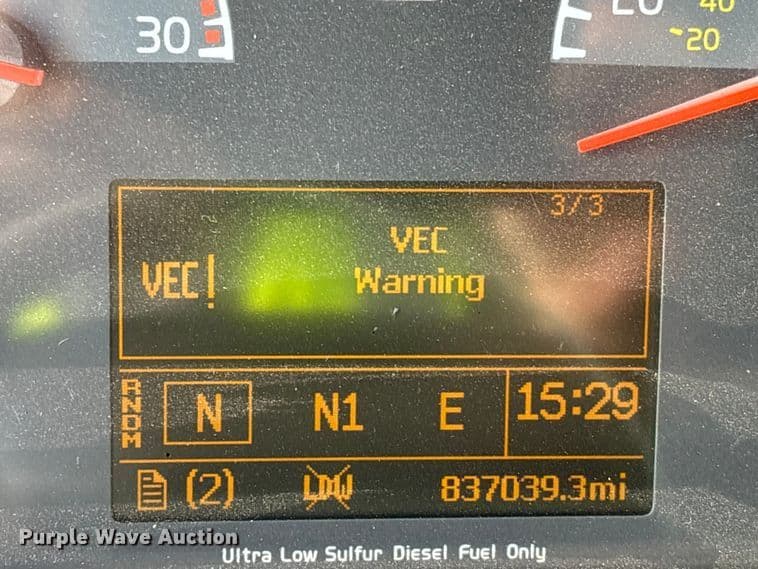 30
20 40
20
3/3
VEC
VEC! Warning
RNDM N N1 E 15:29
(2) LDW 837039.3mi
Purple Wave Auction
Ultra Low Sulfur Diesel Fuel Only